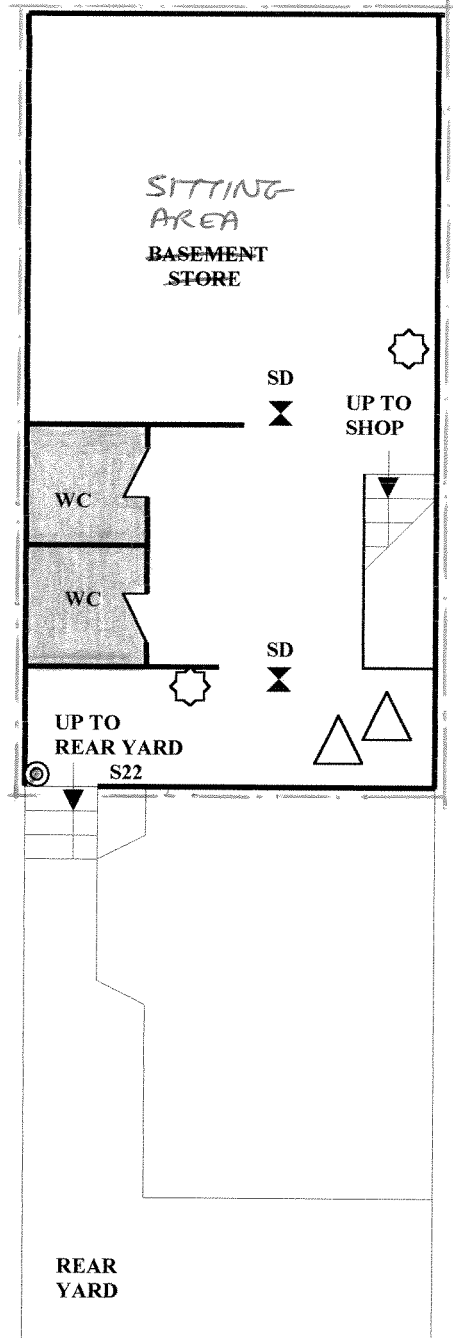 SITTING
AREA
BASEMENT
STORE
SD
UP TO
SHOP
WC
WC
SD
UP TO
REAR YARD
S22
REAR
YARD